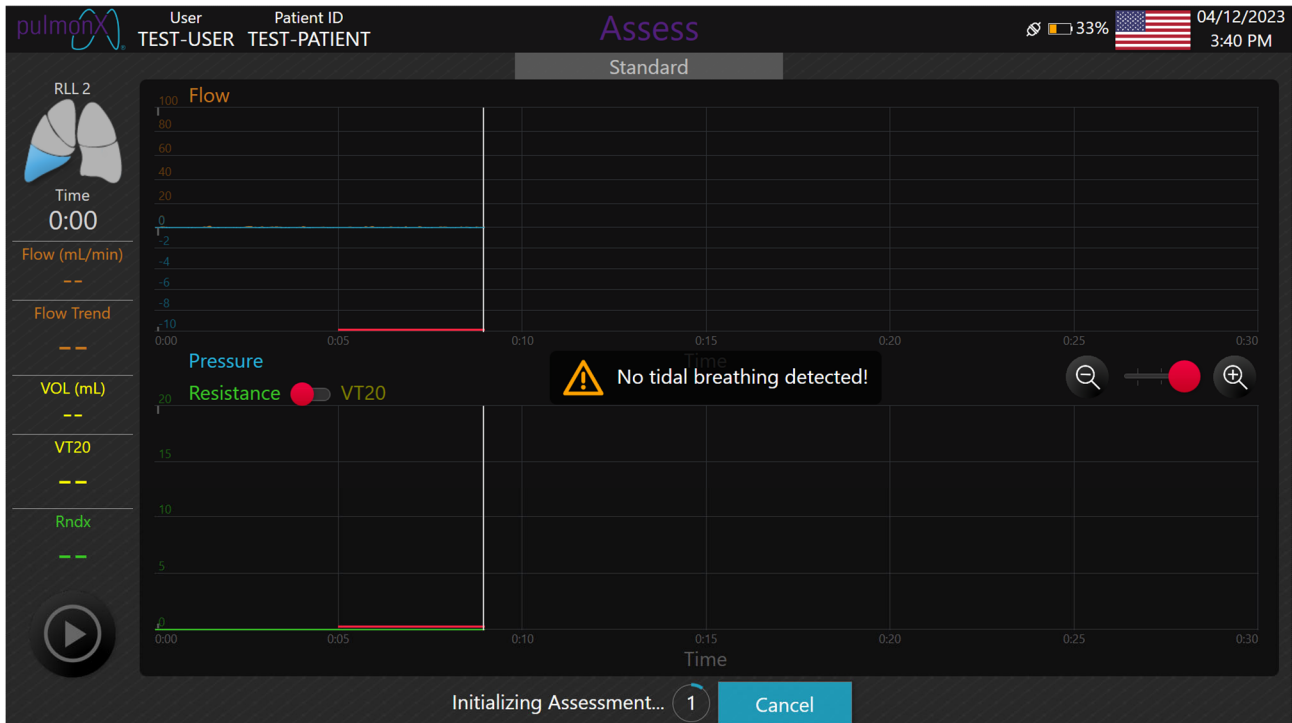 pulmonX
User Patient ID
TEST-USER TEST-PATIENT
Assess
33%
04/12/2023
3:40 PM
Standard
RLL 2
Time
0:00
Flow (mL/min)
--
Flow Trend
--
VOL (mL)
--
VT20
--
Rndx
--
Flow
100
80
60
40
20
0
-2
-4
-6
-8
-10
0:00 0:05 0:10 0:15 0:20 0:25 0:30
Time
Pressure
No tidal breathing detected!
Resistance VT20
20
15
10
5
0
0:00 0:05 0:10 0:15 0:20 0:25 0:30
Time
Initializing Assessment... 1 Cancel